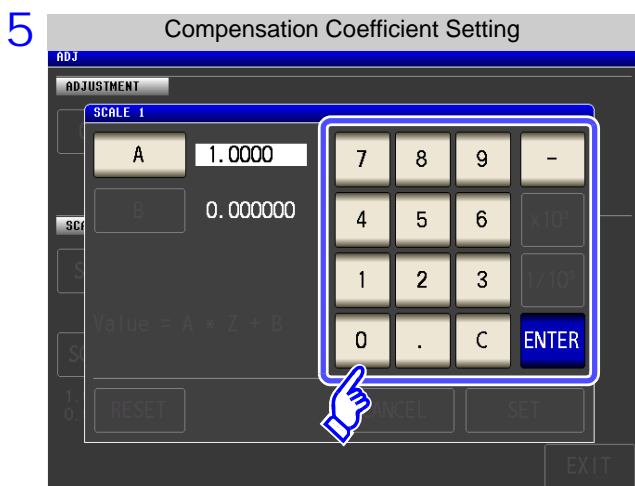 5
Compensation Coefficient Setting
ADJ
ADJUSTMENT
SCALE 1
A 1.0000
7 8 9 -
B 0.000000
4 5 6 x10³
1 2 3 1/10³
Value = A * Z + B
0 . C ENTER
RESET
SET
EXIT